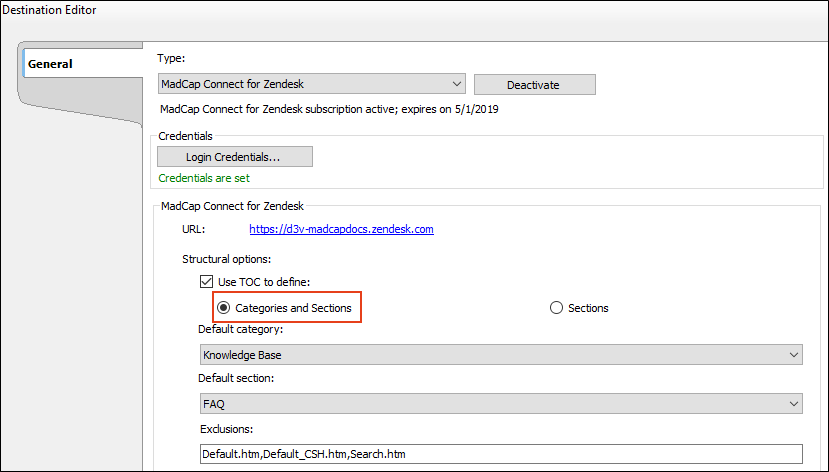 Destination Editor
General
Type:
MadCap Connect for Zendesk
Deactivate
MadCap Connect for Zendesk subscription active; expires on 5/1/2019
Credentials
Login Credentials...
Credentials are set
MadCap Connect for Zendesk
URL: https://d3v-madcapdocs.zendesk.com
Structural options:
Use TOC to define:
Categories and Sections
Sections
Default category:
Knowledge Base
Default section:
FAQ
Exclusions:
Default.htm,Default_CSH.htm,Search.htm